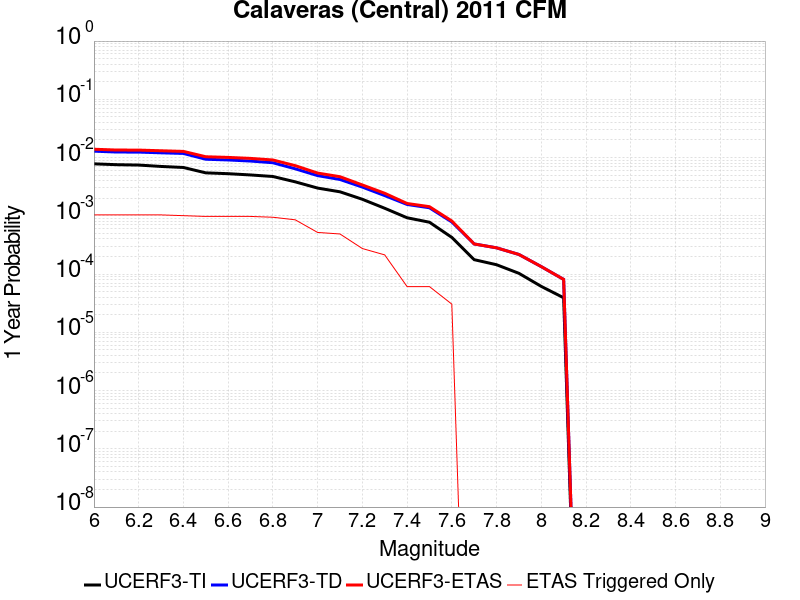 Calaveras (Central) 2011 CFM
10^0
10^-1
10^-2
10^-3
10^-4
10^-5
10^-6
10^-7
10^-8
1 Year Probability
6 6.2 6.4 6.6 6.8 7 7.2 7.4 7.6 7.8 8 8.2 8.4 8.6 8.8 9
Magnitude
UCERF3-TI UCERF3-TD UCERF3-ETAS ETAS Triggered Only